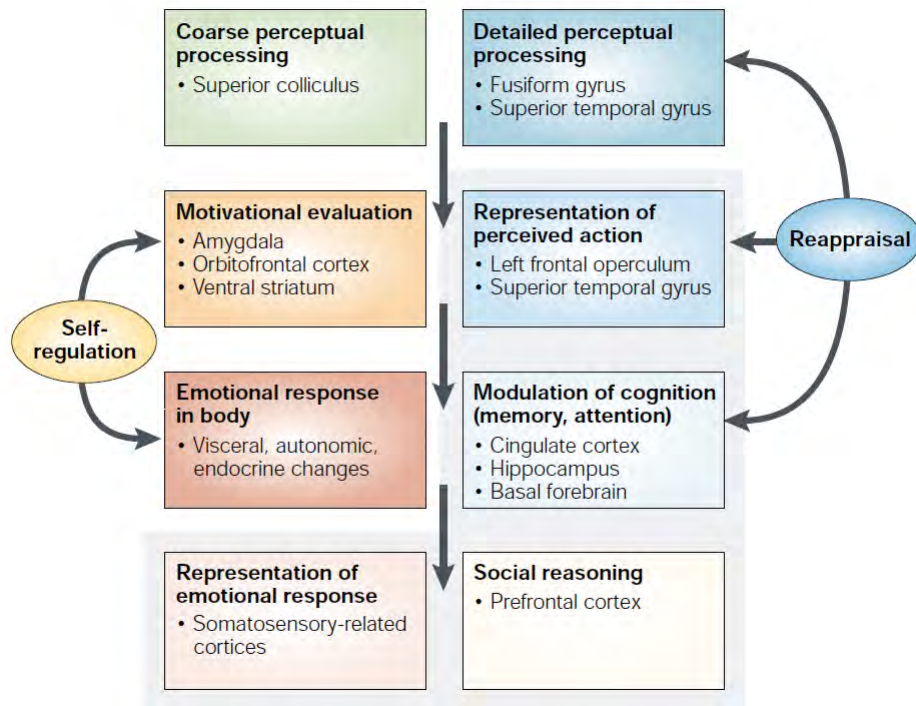 Coarse perceptual
processing
• Superior colliculus
Detailed perceptual
processing
• Fusiform gyrus
• Superior temporal gyrus
Motivational evaluation
• Amygdala
• Orbitofrontal cortex
• Ventral striatum
Representation of
perceived action
• Left frontal operculum
• Superior temporal gyrus
Reappraisal
Self-
regulation
Emotional response
in body
• Visceral, autonomic,
endocrine changes
Modulation of cognition
(memory, attention)
• Cingulate cortex
• Hippocampus
• Basal forebrain
Representation of
emotional response
• Somatosensory-related
cortices
Social reasoning
• Prefrontal cortex